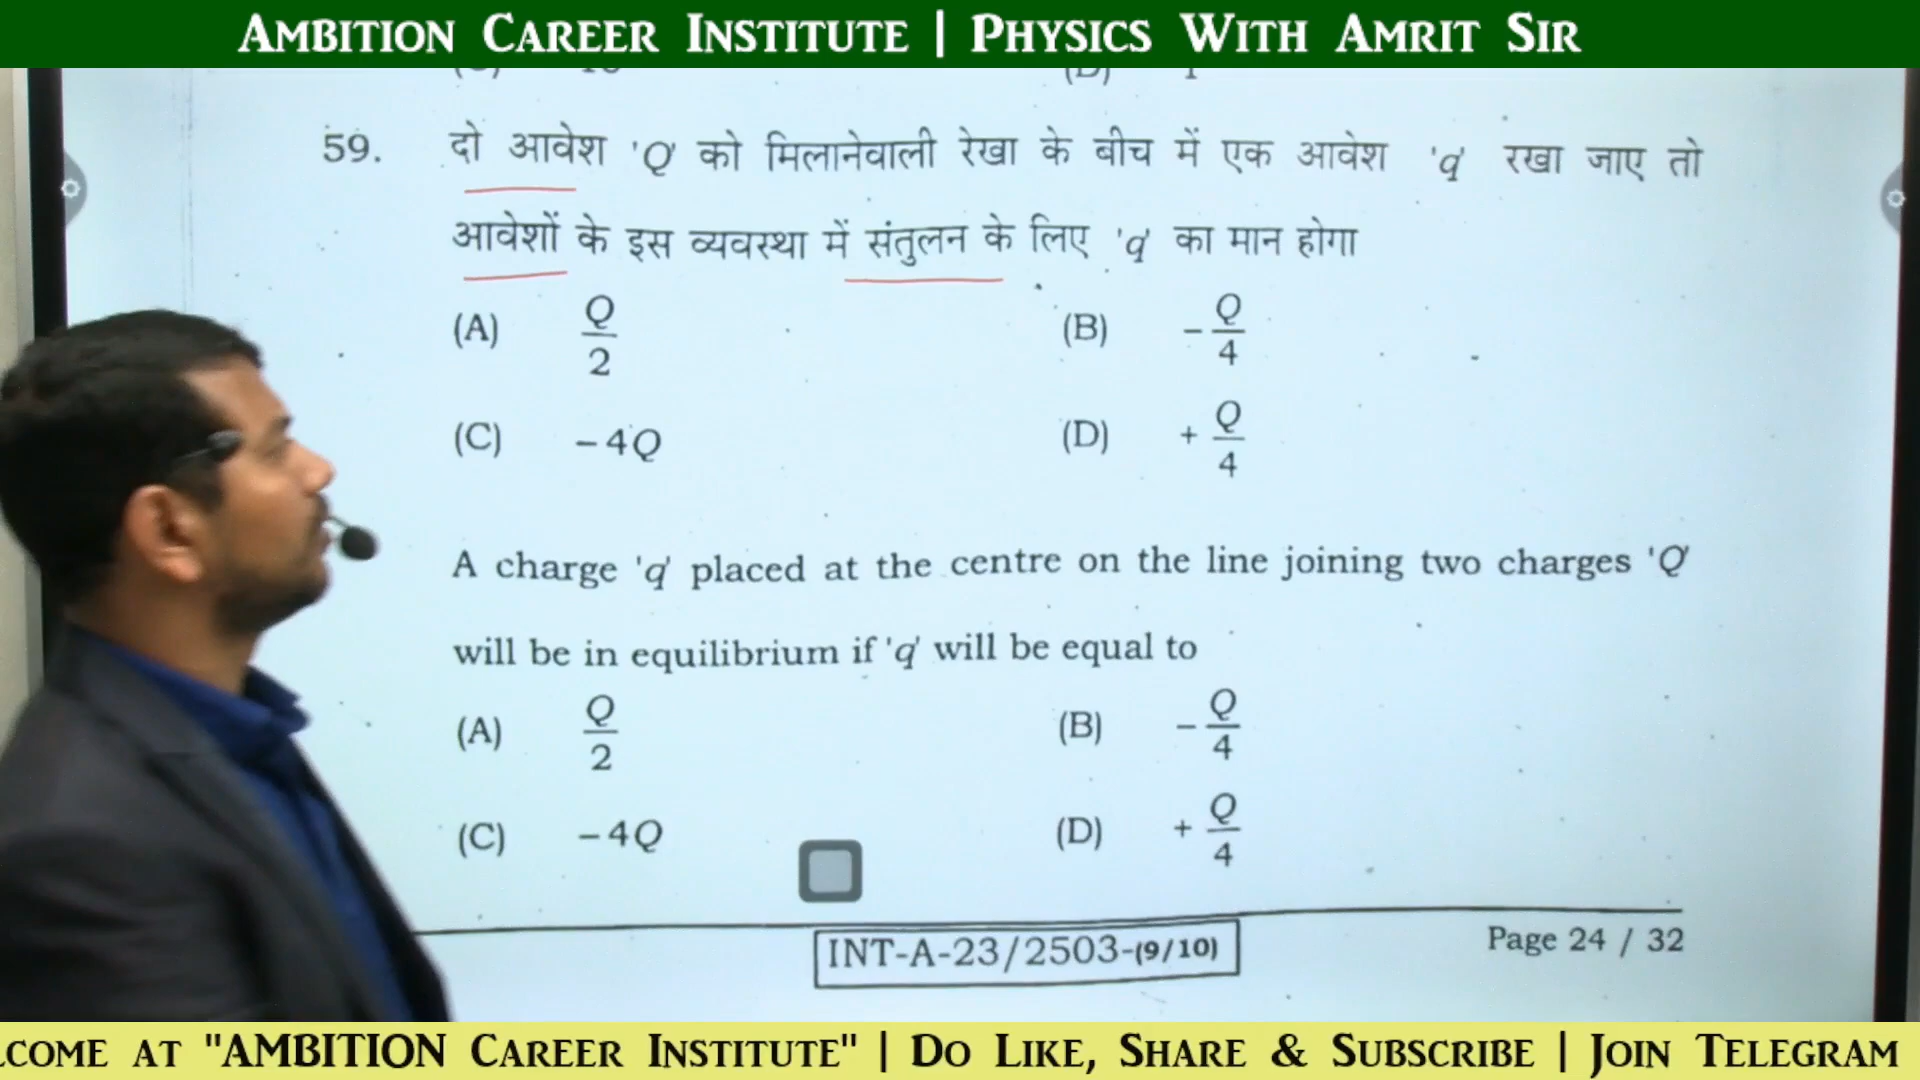 AMBITION CAREER INSTITUTE | PHYSICS WITH AMRIT SIR
59. दो आवेश 'Q' को मिलानेवाली रेखा के बीच में एक आवेश 'q' रखा जाए तो
आवेशों के इस व्यवस्था में संतुलन के लिए 'q' का मान होगा
(A) Q/2 (B) -Q/4
(C) -4Q (D) +Q/4
A charge 'q' placed at the centre on the line joining two charges 'Q'
will be in equilibrium if 'q' will be equal to
(A) Q/2 (B) -Q/4
(C) -4Q (D) +Q/4
INT-A-23/2503-(9/10) Page 24 / 32
COME AT "AMBITION CAREER INSTITUTE" | DO LIKE, SHARE & SUBSCRIBE | JOIN TELEGRAM